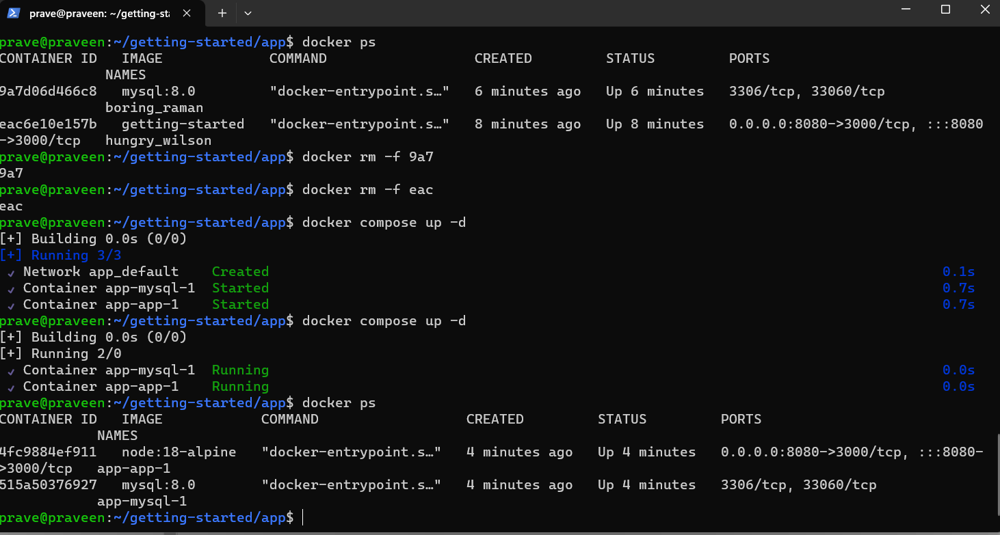 prave@praveen: ~/getting-sta
prave@praveen:~/getting-started/app$ docker ps
CONTAINER ID   IMAGE             COMMAND                  CREATED         STATUS         PORTS
             NAMES
9a7d06d466c8   mysql:8.0         "docker-entrypoint.s…"   6 minutes ago   Up 6 minutes   3306/tcp, 33060/tcp
             boring_raman
eac6e10e157b   getting-started   "docker-entrypoint.s…"   8 minutes ago   Up 8 minutes   0.0.0.0:8080->3000/tcp, :::8080
->3000/tcp   hungry_wilson
prave@praveen:~/getting-started/app$ docker rm -f 9a7
9a7
prave@praveen:~/getting-started/app$ docker rm -f eac
eac
prave@praveen:~/getting-started/app$ docker compose up -d
[+] Building 0.0s (0/0)
[+] Running 3/3
 ✓ Network app_default    Created    0.1s
 ✓ Container app-mysql-1  Started    0.7s
 ✓ Container app-app-1    Started    0.7s
prave@praveen:~/getting-started/app$ docker compose up -d
[+] Building 0.0s (0/0)
[+] Running 2/0
 ✓ Container app-mysql-1  Running    0.0s
 ✓ Container app-app-1    Running    0.0s
prave@praveen:~/getting-started/app$ docker ps
CONTAINER ID   IMAGE            COMMAND                  CREATED         STATUS         PORTS
            NAMES
4fc9884ef911   node:18-alpine   "docker-entrypoint.s…"   4 minutes ago   Up 4 minutes   0.0.0.0:8080->3000/tcp, :::8080-
>3000/tcp   app-app-1
515a50376927   mysql:8.0        "docker-entrypoint.s…"   4 minutes ago   Up 4 minutes   3306/tcp, 33060/tcp
            app-mysql-1
prave@praveen:~/getting-started/app$